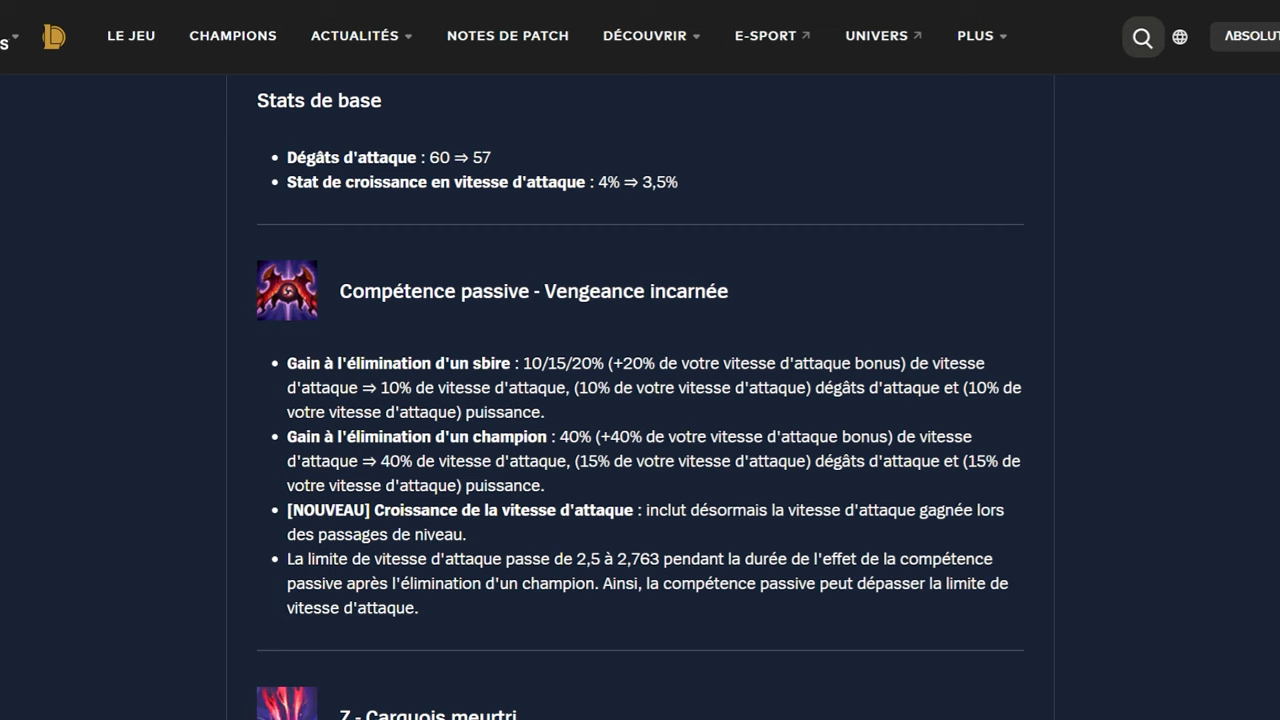 S
LE JEU CHAMPIONS ACTUALITÉS NOTES DE PATCH DÉCOUVRIR E-SPORT UNIVERS PLUS ABSOLUT
Stats de base
• Dégâts d'attaque : 60 ⇒ 57
• Stat de croissance en vitesse d'attaque : 4% ⇒ 3,5%
Compétence passive - Vengeance incarnée
• Gain à l'élimination d'un sbire : 10/15/20% (+20% de votre vitesse d'attaque bonus) de vitesse
d'attaque ⇒ 10% de vitesse d'attaque, (10% de votre vitesse d'attaque) dégâts d'attaque et (10% de
votre vitesse d'attaque) puissance.
• Gain à l'élimination d'un champion : 40% (+40% de votre vitesse d'attaque bonus) de vitesse
d'attaque ⇒ 40% de vitesse d'attaque, (15% de votre vitesse d'attaque) dégâts d'attaque et (15% de
votre vitesse d'attaque) puissance.
• [NOUVEAU] Croissance de la vitesse d'attaque : inclut désormais la vitesse d'attaque gagnée lors
des passages de niveau.
• La limite de vitesse d'attaque passe de 2,5 à 2,763 pendant la durée de l'effet de la compétence
passive après l'élimination d'un champion. Ainsi, la compétence passive peut dépasser la limite de
vitesse d'attaque.
Z - Carquois meurtri